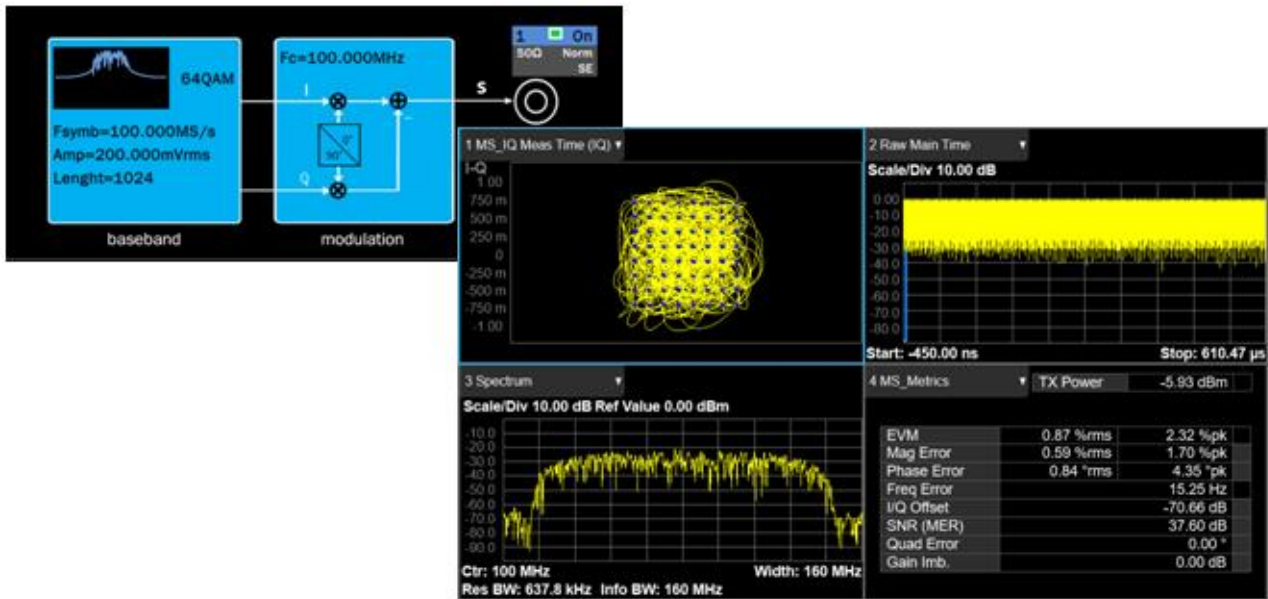 1 On
50Ω Norm
SE
64QAM
Fsymb=100.000MS/s
Amp=200.000mVrms
Lenght=1024
baseband
Fc=100.000MHz
I
Q
0°
90°
-
modulation
S
1 MS_IQ Meas Time (IQ)
I-Q
1.00
750 m
500 m
250 m
0
-250 m
-500 m
-750 m
-1.00
2 Raw Main Time
Scale/Div 10.00 dB
0.00
-10.0
-20.0
-30.0
-40.0
-50.0
-60.0
-70.0
-80.0
Start: -450.00 ns Stop: 610.47 µs
3 Spectrum
Scale/Div 10.00 dB Ref Value 0.00 dBm
-10.0
-20.0
-30.0
-40.0
-50.0
-60.0
-70.0
-80.0
-90.0
Ctr: 100 MHz Width: 160 MHz
Res BW: 637.8 kHz Info BW: 160 MHz
4 MS_Metrics TX Power -5.93 dBm
EVM 0.87 %rms 2.32 %pk
Mag Error 0.59 %rms 1.70 %pk
Phase Error 0.84 °rms 4.35 °pk
Freq Error 15.25 Hz
I/Q Offset -70.66 dB
SNR (MER) 37.60 dB
Quad Error 0.00 °
Gain Imb. 0.00 dB